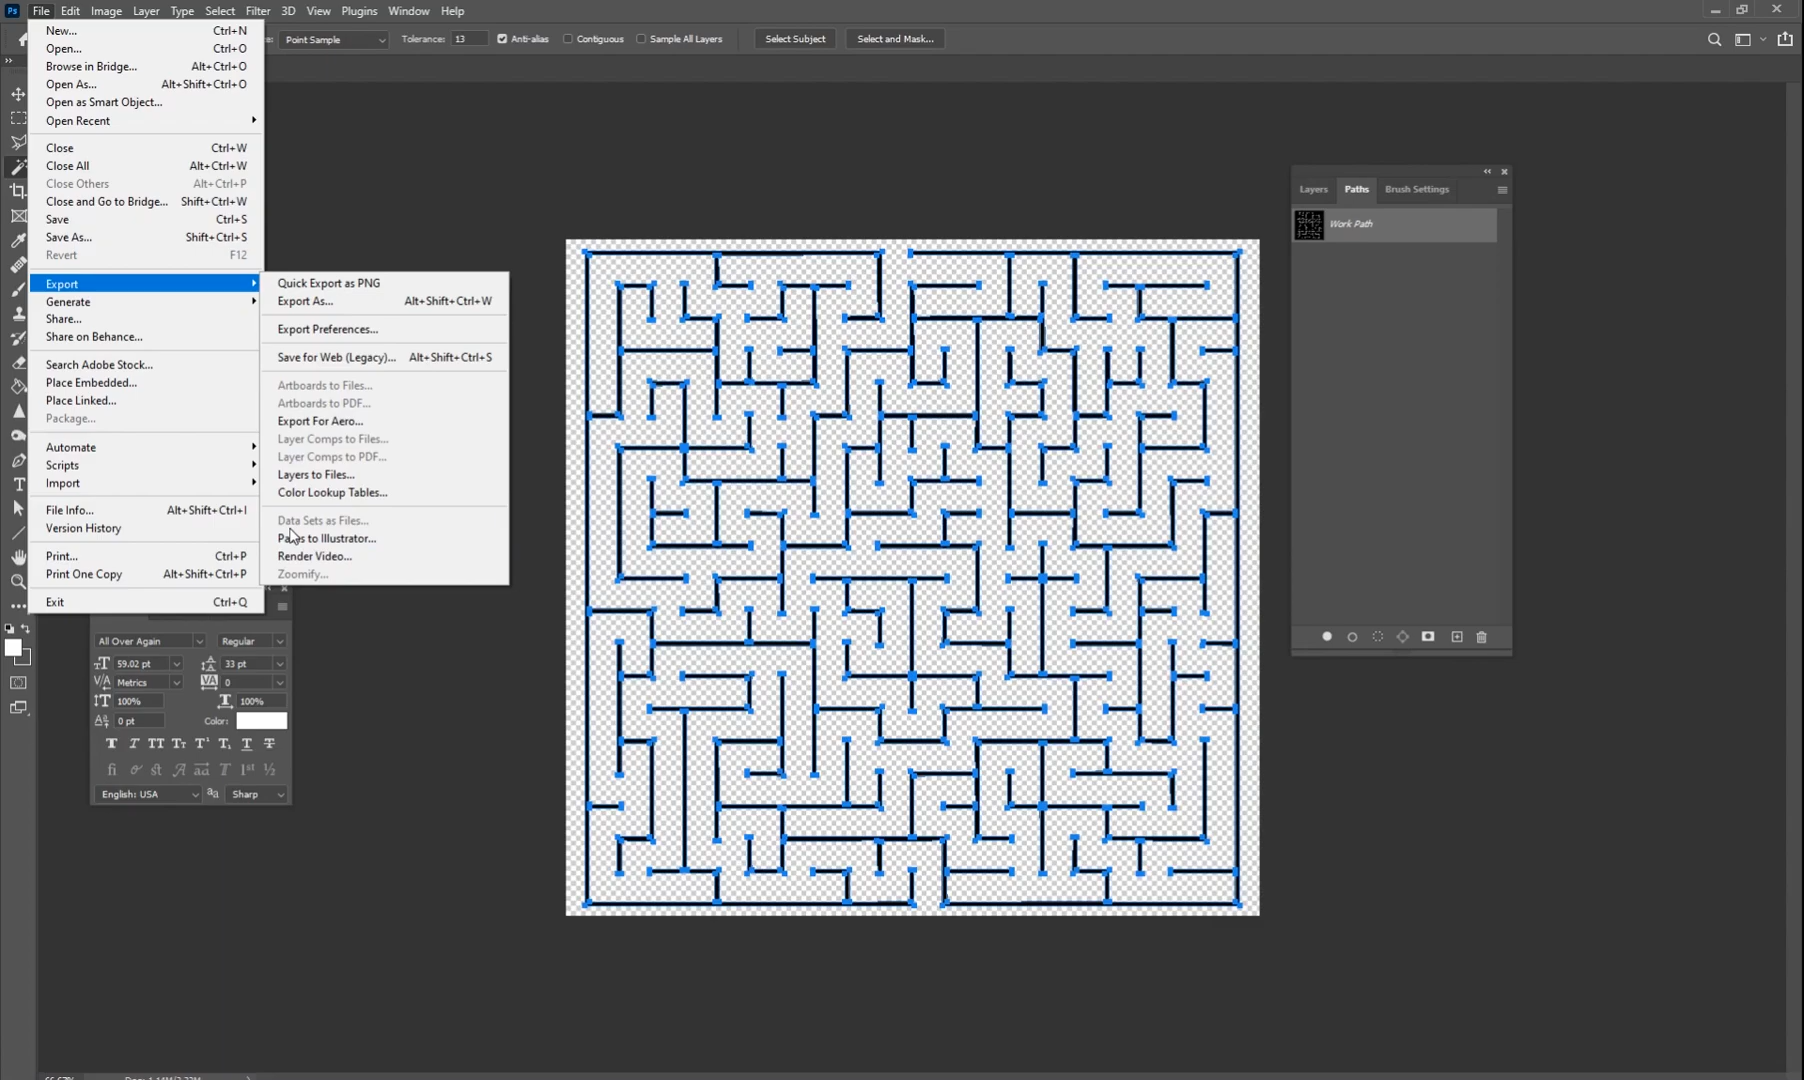 Ps File Edit Image Layer Type Select Filter 3D View Plugins Window Help
Point Sample Tolerance: 13 Anti-alias Contiguous Sample All Layers Select Subject Select and Mask...
New... Ctrl+N
Open... Ctrl+O
Browse in Bridge... Alt+Ctrl+O
Open As... Alt+Shift+Ctrl+O
Open as Smart Object...
Open Recent
Close Ctrl+W
Close All Alt+Ctrl+W
Close Others Alt+Ctrl+P
Close and Go to Bridge... Shift+Ctrl+W
Save Ctrl+S
Save As... Shift+Ctrl+S
Revert F12
Export
Generate
Share...
Share on Behance...
Search Adobe Stock...
Place Embedded...
Place Linked...
Package...
Automate
Scripts
Import
File Info... Alt+Shift+Ctrl+I
Version History
Print... Ctrl+P
Print One Copy Alt+Shift+Ctrl+P
Exit Ctrl+Q
Quick Export as PNG
Export As... Alt+Shift+Ctrl+W
Export Preferences...
Save for Web (Legacy)... Alt+Shift+Ctrl+S
Artboards to Files...
Artboards to PDF...
Export For Aero...
Layer Comps to Files...
Layer Comps to PDF...
Layers to Files...
Color Lookup Tables...
Data Sets as Files...
Paths to Illustrator...
Render Video...
Zoomify...
Layers Paths Brush Settings
Work Path
All Over Again Regular
59.02 pt 33 pt
Metrics 0
100% 100%
0 pt Color:
English: USA aa Sharp